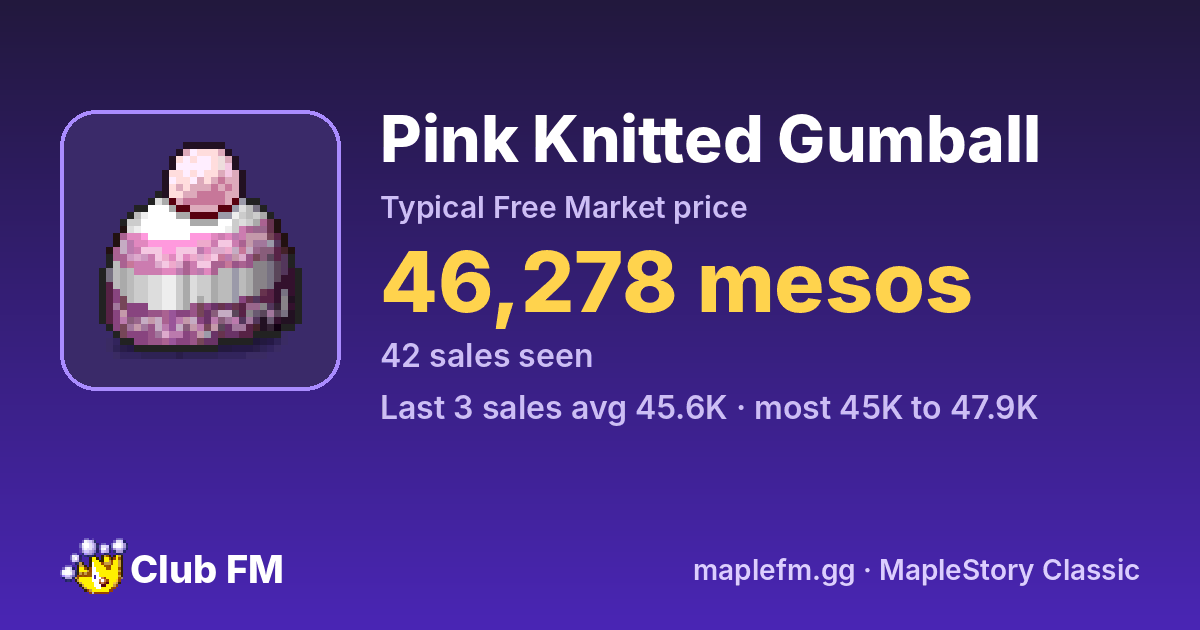 Pink Knitted Gumball
Typical Free Market price
46,278 mesos
42 sales seen
Last 3 sales avg 45.6K · most 45K to 47.9K
Club FM
maplefm.gg · MapleStory Classic